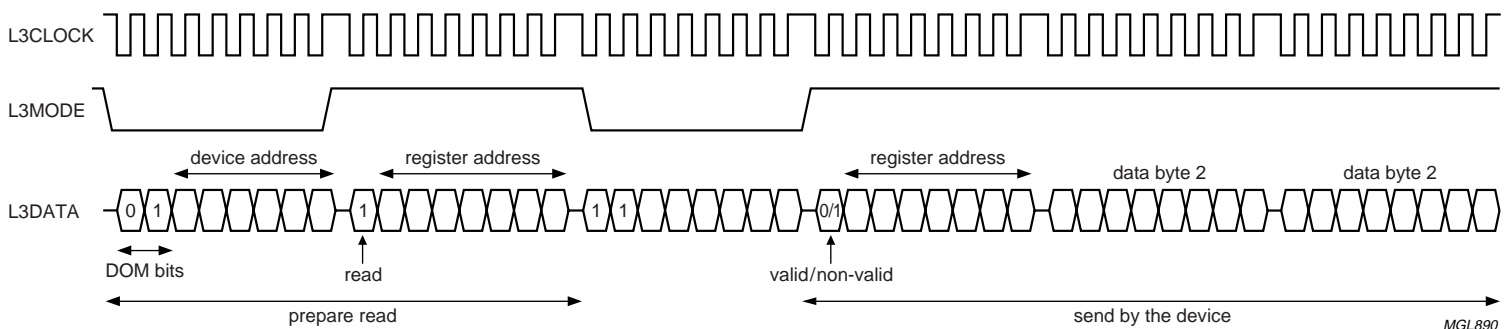 L3CLOCK
L3MODE
device address
register address
register address
data byte 2
data byte 2
L3DATA
0
1
1
1
1
0/1
DOM bits
read
valid/non-valid
prepare read
send by the device
MGL890